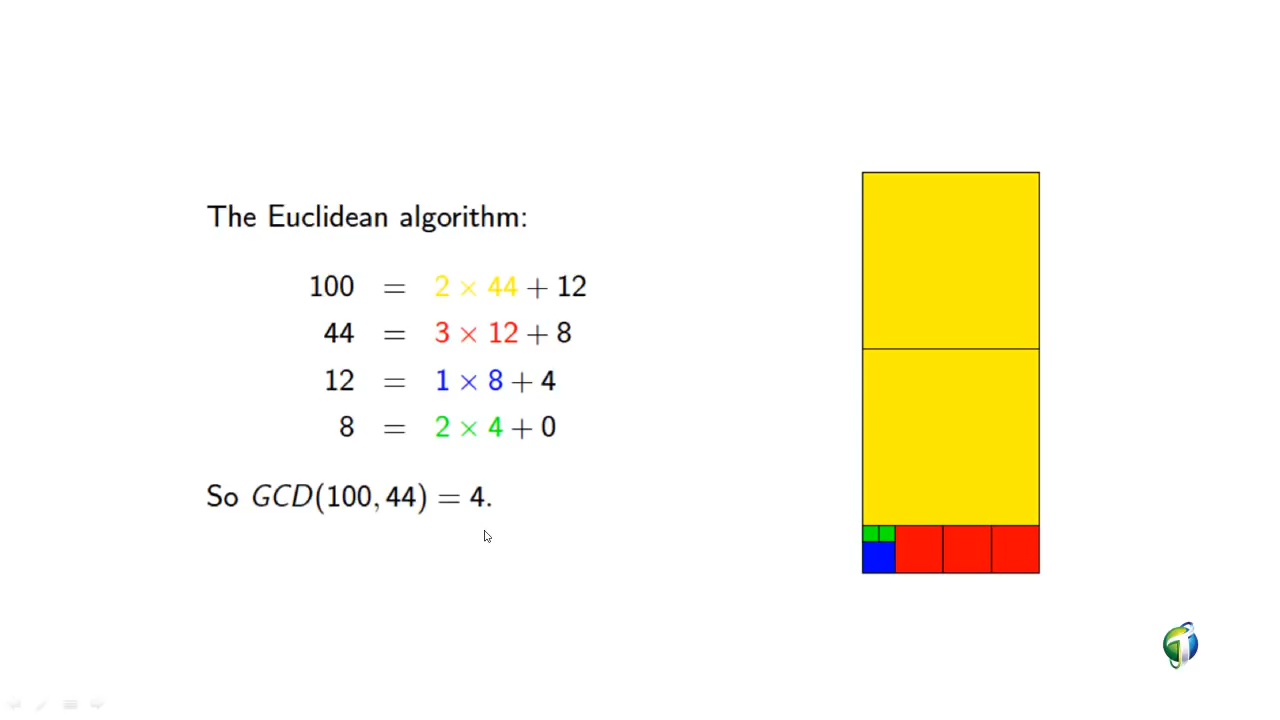 The Euclidean algorithm:
100 = 2 × 44 + 12
44 = 3 × 12 + 8
12 = 1 × 8 + 4
8 = 2 × 4 + 0
So GCD(100, 44) = 4.